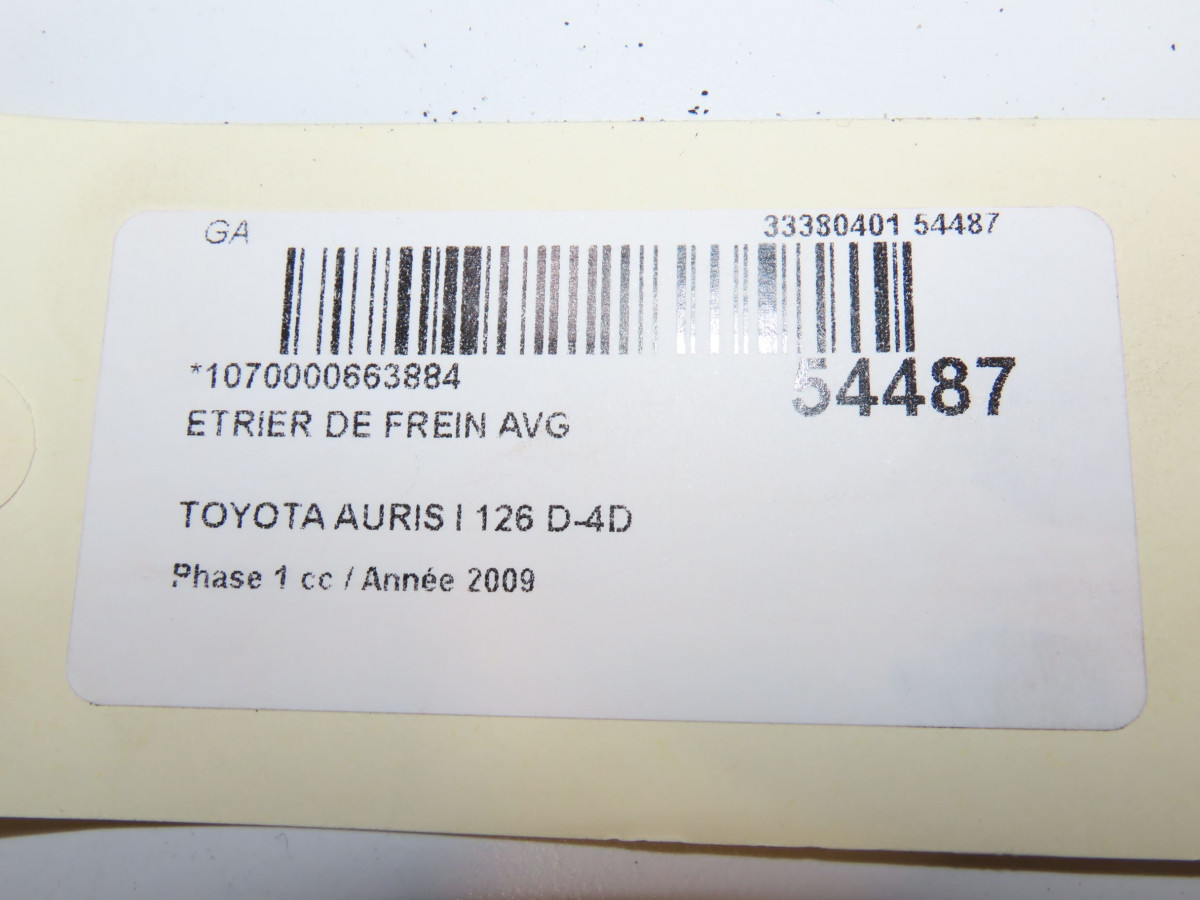 GA 33380401 54487
*1070000663884 54487
ETRIER DE FREIN AVG
TOYOTA AURIS I 126 D-4D
Phase 1 cc / Année 2009